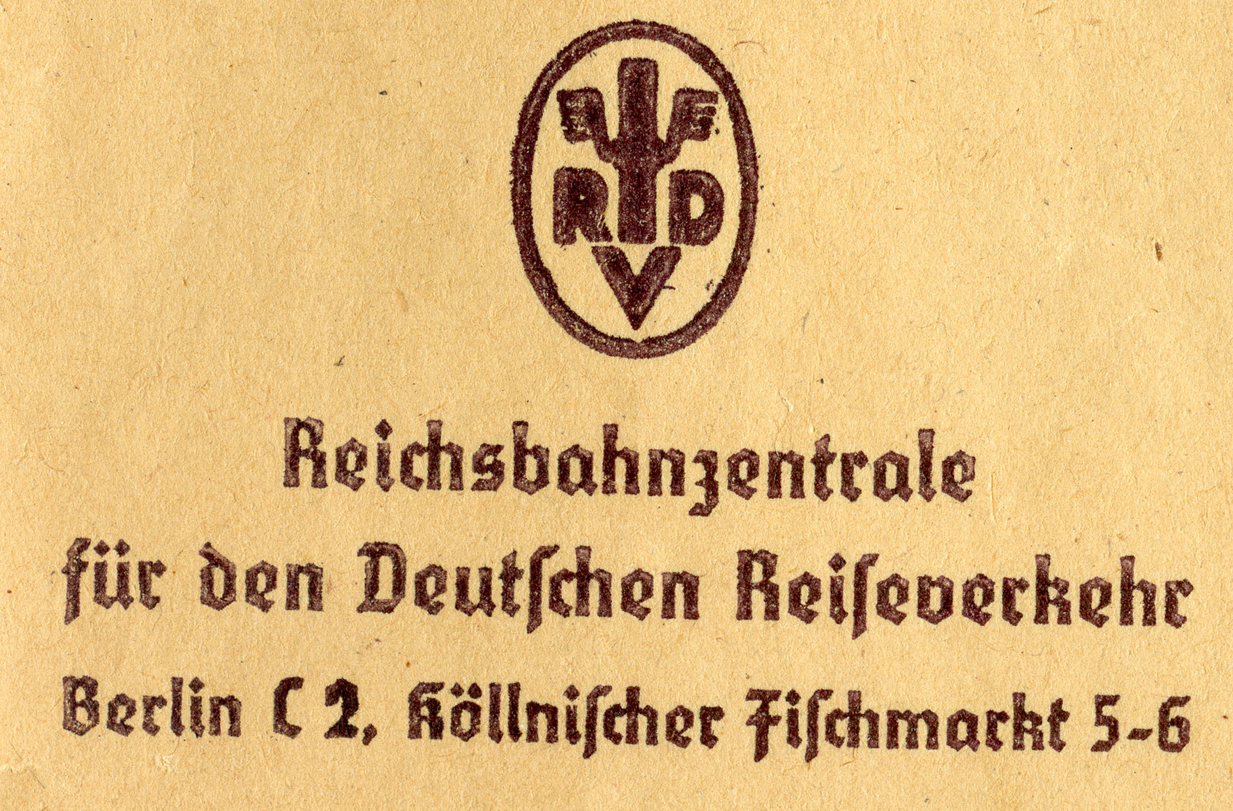 RDV
Reichsbahnzentrale
für den Deutſchen Reiſeverkehr
Berlin C 2, Köllniſcher Fiſchmarkt 5-6